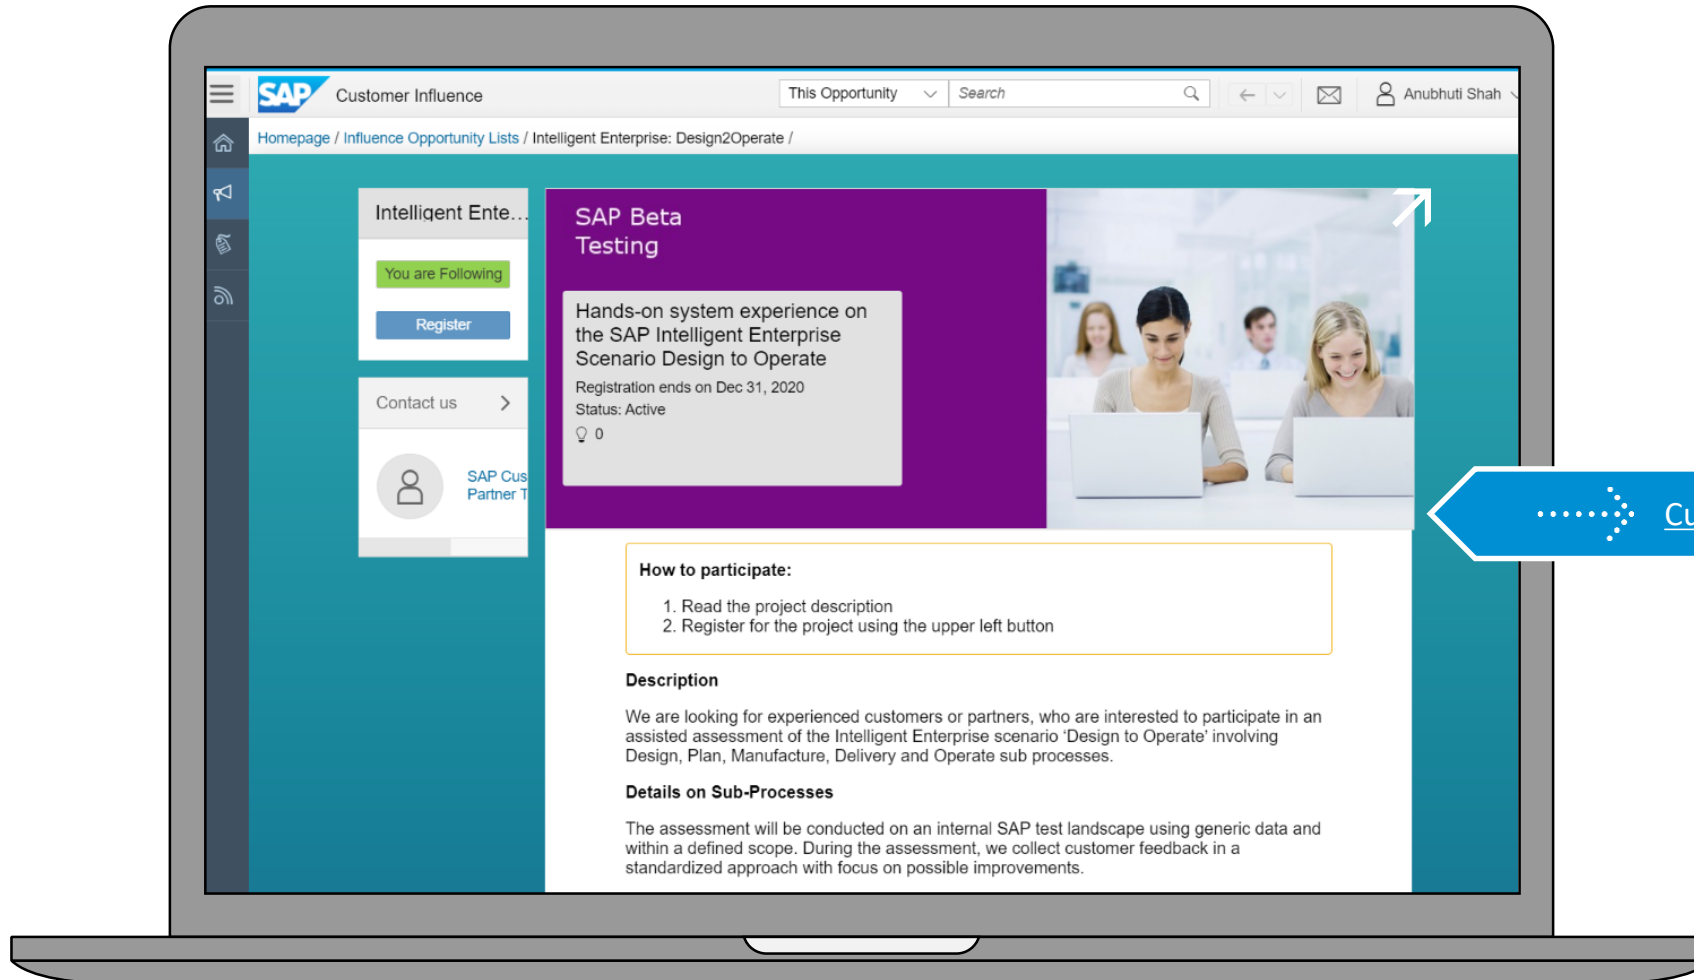 SAP Customer Influence
This Opportunity
Search
Anubhuti Shah
Homepage / Influence Opportunity Lists / Intelligent Enterprise: Design2Operate /
Intelligent Ente...
You are Following
Register
Contact us
SAP Cus
Partner T
SAP Beta
Testing
Hands-on system experience on
the SAP Intelligent Enterprise
Scenario Design to Operate
Registration ends on Dec 31, 2020
Status: Active
0
Cu
How to participate:
1. Read the project description
2. Register for the project using the upper left button
Description
We are looking for experienced customers or partners, who are interested to participate in an
assisted assessment of the Intelligent Enterprise scenario ‘Design to Operate’ involving
Design, Plan, Manufacture, Delivery and Operate sub processes.
Details on Sub-Processes
The assessment will be conducted on an internal SAP test landscape using generic data and
within a defined scope. During the assessment, we collect customer feedback in a
standardized approach with focus on possible improvements.